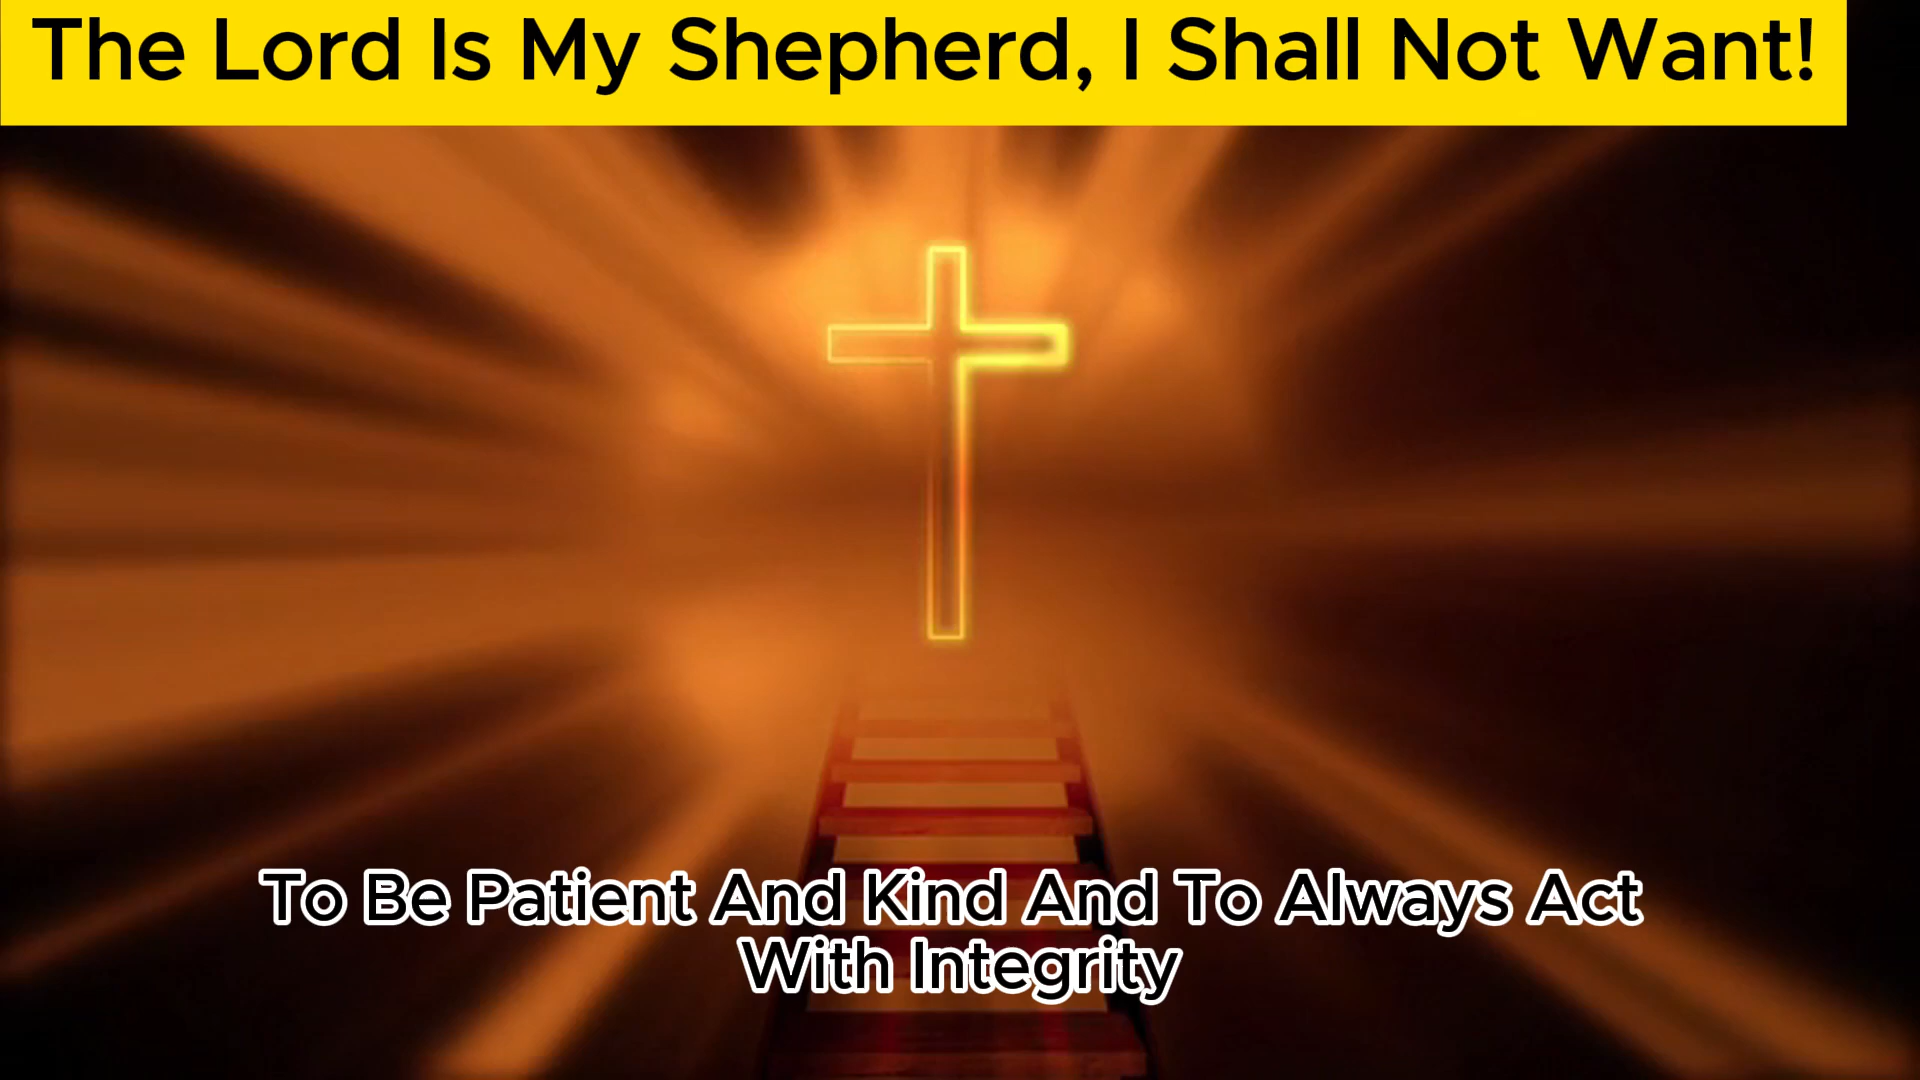 The Lord Is My Shepherd, I Shall Not Want!
To Be Patient And Kind And To Always Act
With Integrity